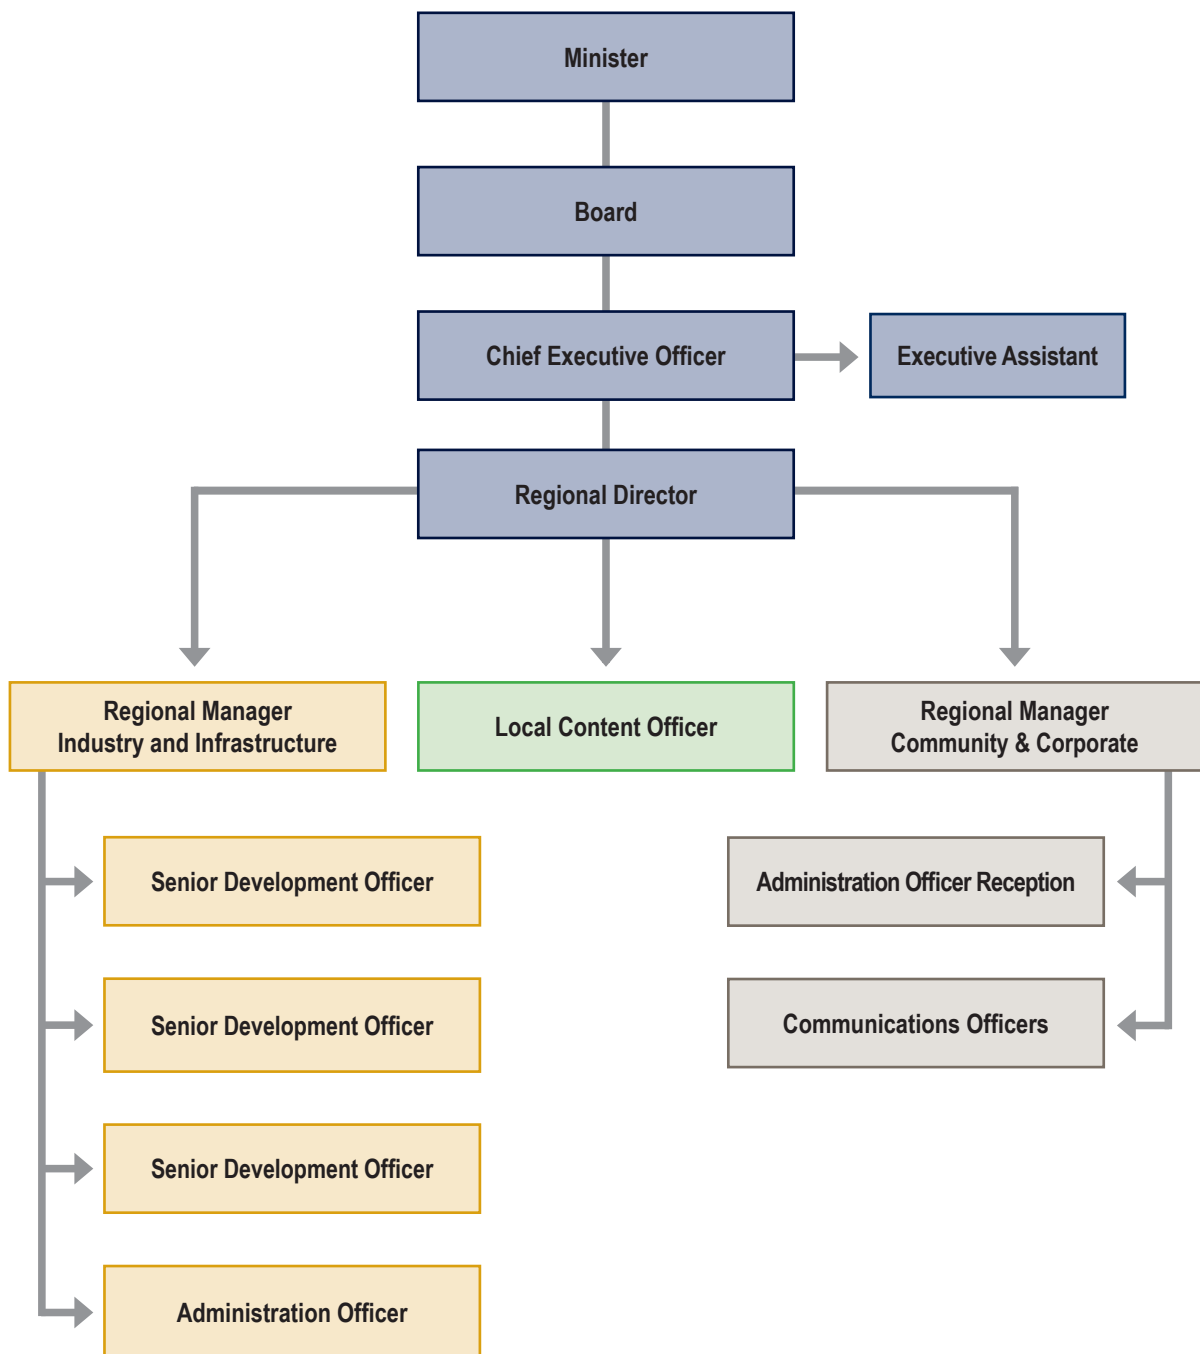 Minister
Board
Chief Executive Officer
Executive Assistant
Regional Director
Regional Manager
Industry and Infrastructure
Local Content Officer
Regional Manager
Community & Corporate
Senior Development Officer
Administration Officer Reception
Senior Development Officer
Communications Officers
Senior Development Officer
Administration Officer